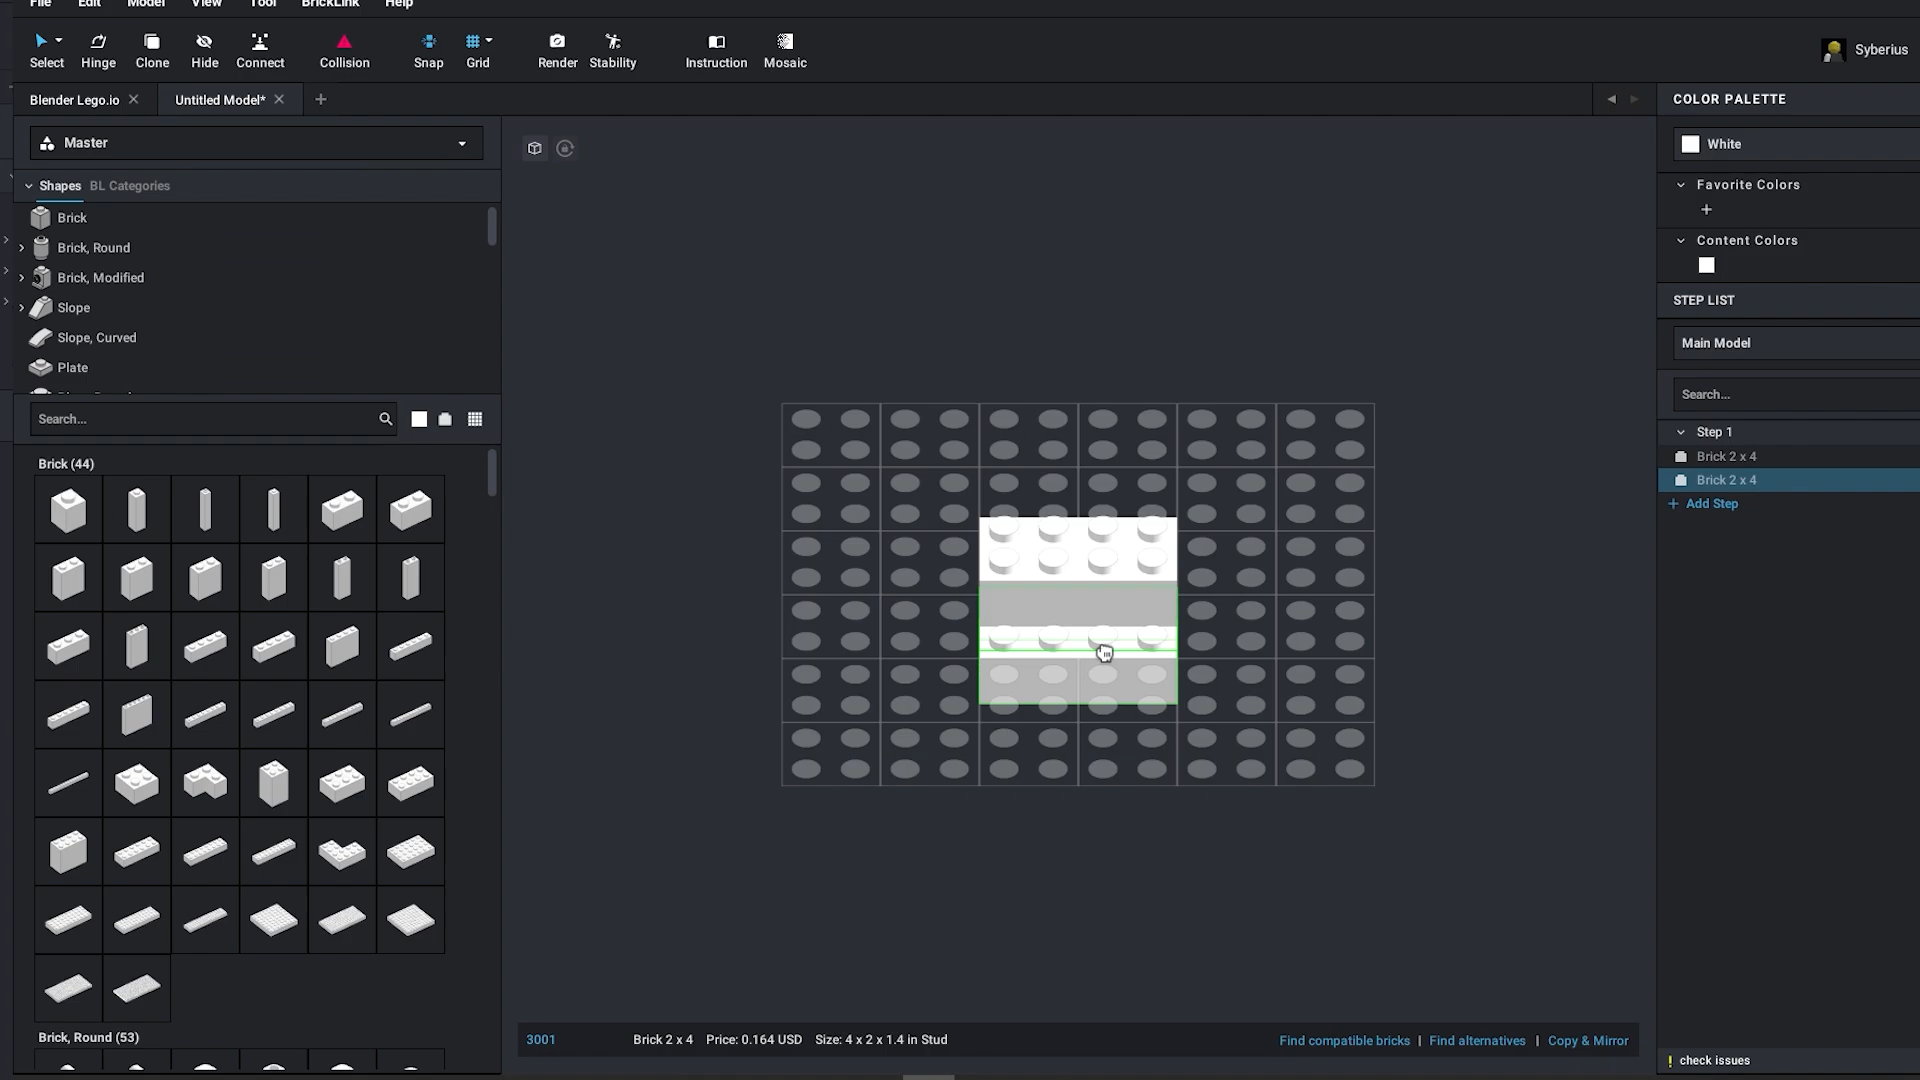 File Edit Model View Tool BrickLink Help
Select Hinge Clone Hide Connect Collision Snap Grid Render Stability Instruction Mosaic
Syberius
Blender Lego.io Untitled Model*
COLOR PALETTE
Master
White
Shapes BL Categories
Favorite Colors
Brick
Brick, Round
Content Colors
Brick, Modified
Slope
STEP LIST
Slope, Curved
Main Model
Plate
Search...
Search...
Step 1
Brick 2 x 4
Brick (44)
Brick 2 x 4
Add Step
Brick, Round (53)
3001 Brick 2 x 4 Price: 0.164 USD Size: 4 x 2 x 1.4 in Stud Find compatible bricks | Find alternatives | Copy & Mirror
! check issues